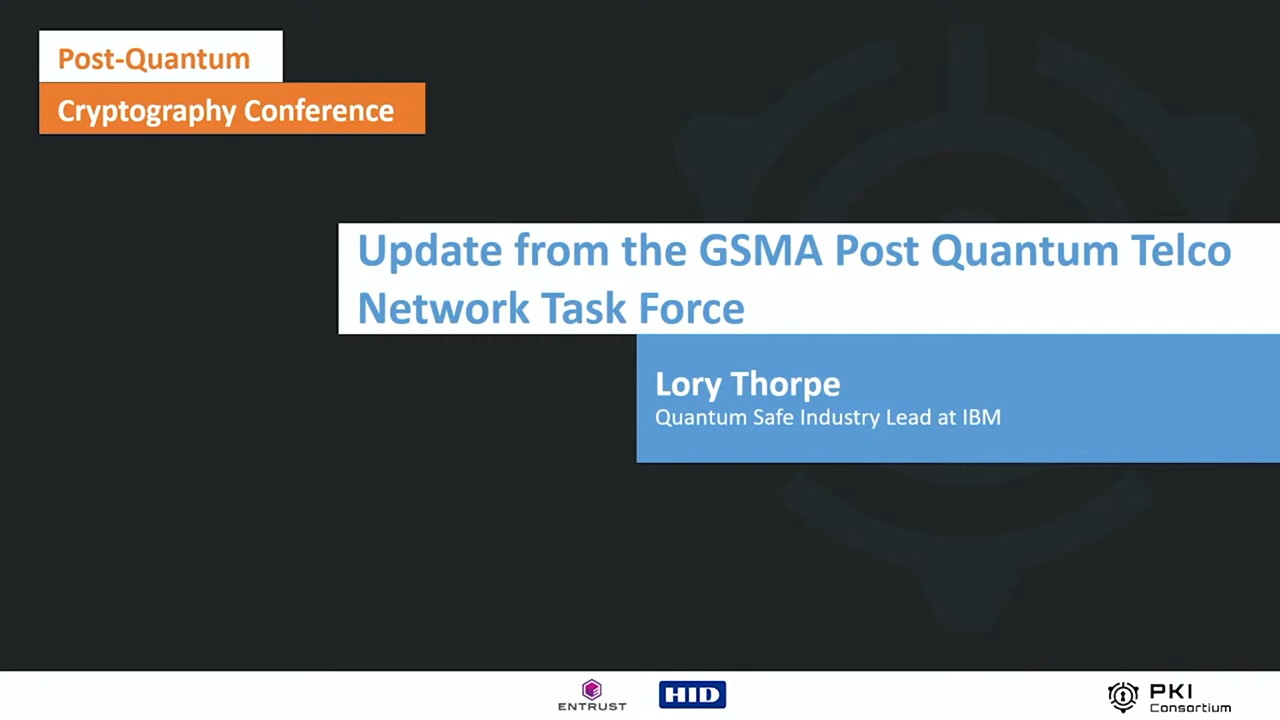 Post-Quantum
Cryptography Conference
Update from the GSMA Post Quantum Telco
Network Task Force
Lory Thorpe
Quantum Safe Industry Lead at IBM
ENTRUST
HID
PKI
Consortium